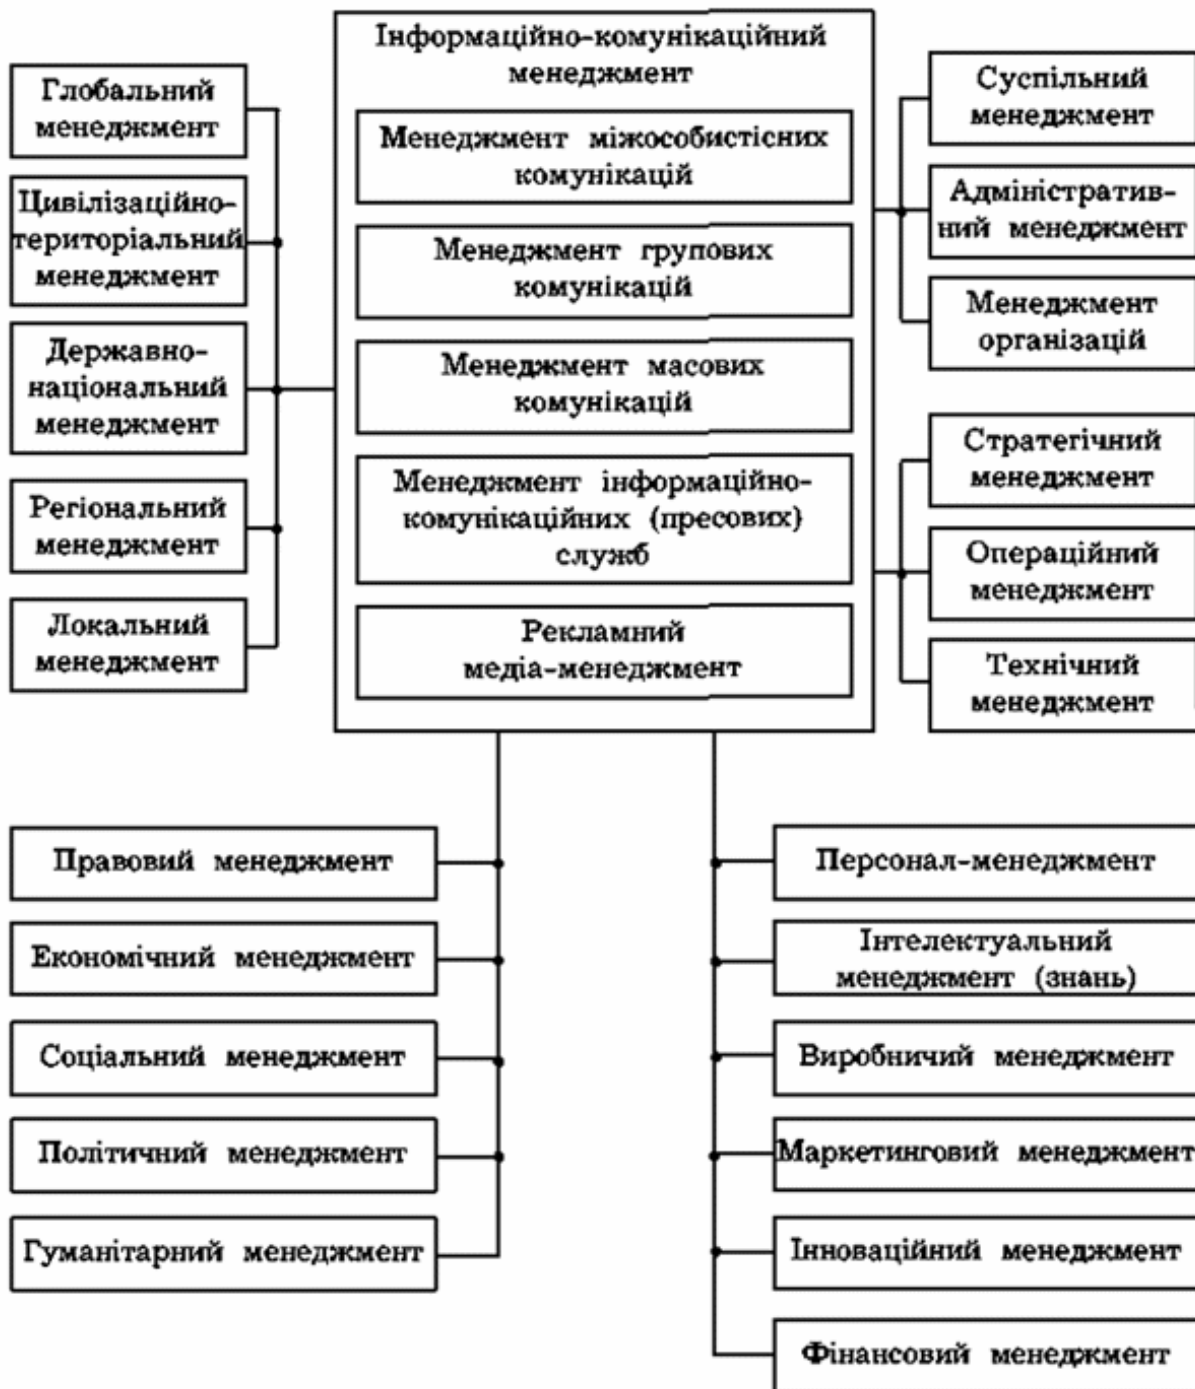 Інформаційно-комунікаційний
менеджмент
Менеджмент міжособистісних
комунікацій
Менеджмент групових
комунікацій
Менеджмент масових
комунікацій
Менеджмент інформаційно-
комунікаційних (пресових)
служб
Рекламний
медіа-менеджмент
Глобальний
менеджмент
Цивілізаційно-
територіальний
менеджмент
Державно-
національний
менеджмент
Регіональний
менеджмент
Локальний
менеджмент
Суспільний
менеджмент
Адміністратив-
ний менеджмент
Менеджмент
організацій
Стратегічний
менеджмент
Операційний
менеджмент
Технічний
менеджмент
Правовий менеджмент
Економічний менеджмент
Соціальний менеджмент
Політичний менеджмент
Гуманітарний менеджмент
Персонал-менеджмент
Інтелектуальний
менеджмент (знань)
Виробничий менеджмент
Маркетинговий менеджмент
Інноваційний менеджмент
Фінансовий менеджмент